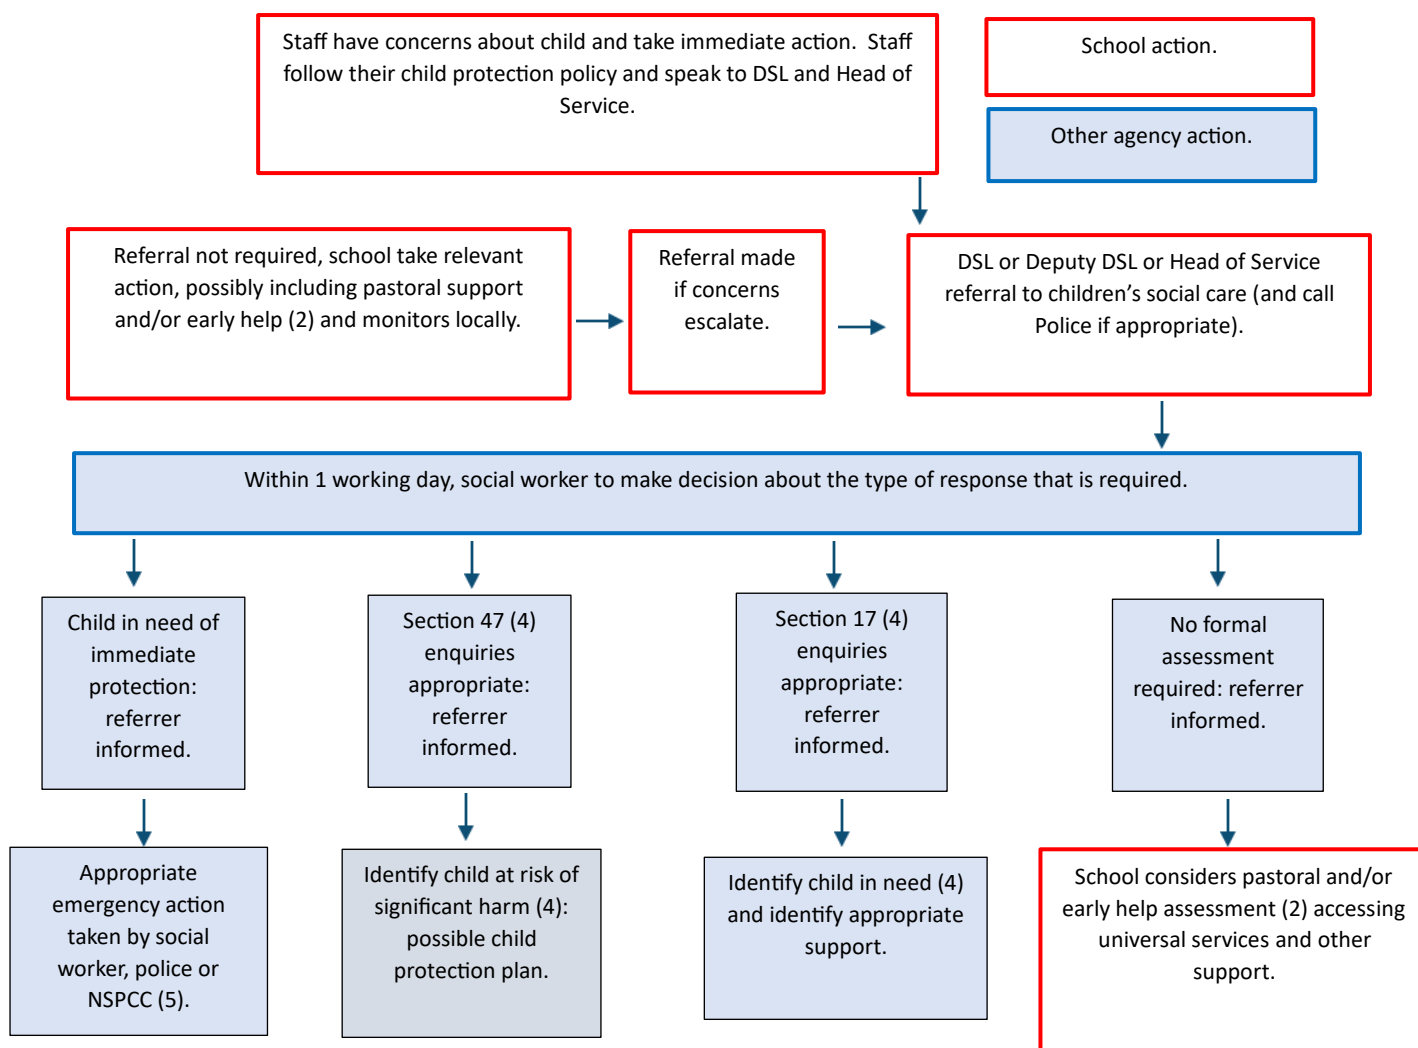 Staff have concerns about child and take immediate action.  Staff
follow their child protection policy and speak to DSL and Head of
Service.
School action.
Other agency action.
Referral not required, school take relevant
action, possibly including pastoral support
and/or early help (2) and monitors locally.
Referral made
if concerns
escalate.
DSL or Deputy DSL or Head of Service
referral to children’s social care (and call
Police if appropriate).
Within 1 working day, social worker to make decision about the type of response that is required.
Child in need of
immediate
protection:
referrer
informed.
Section 47 (4)
enquiries
appropriate:
referrer
informed.
Section 17 (4)
enquiries
appropriate:
referrer
informed.
No formal
assessment
required: referrer
informed.
Appropriate
emergency action
taken by social
worker, police or
NSPCC (5).
Identify child at risk of
significant harm (4):
possible child
protection plan.
Identify child in need (4)
and identify appropriate
support.
School considers pastoral and/or
early help assessment (2) accessing
universal services and other
support.